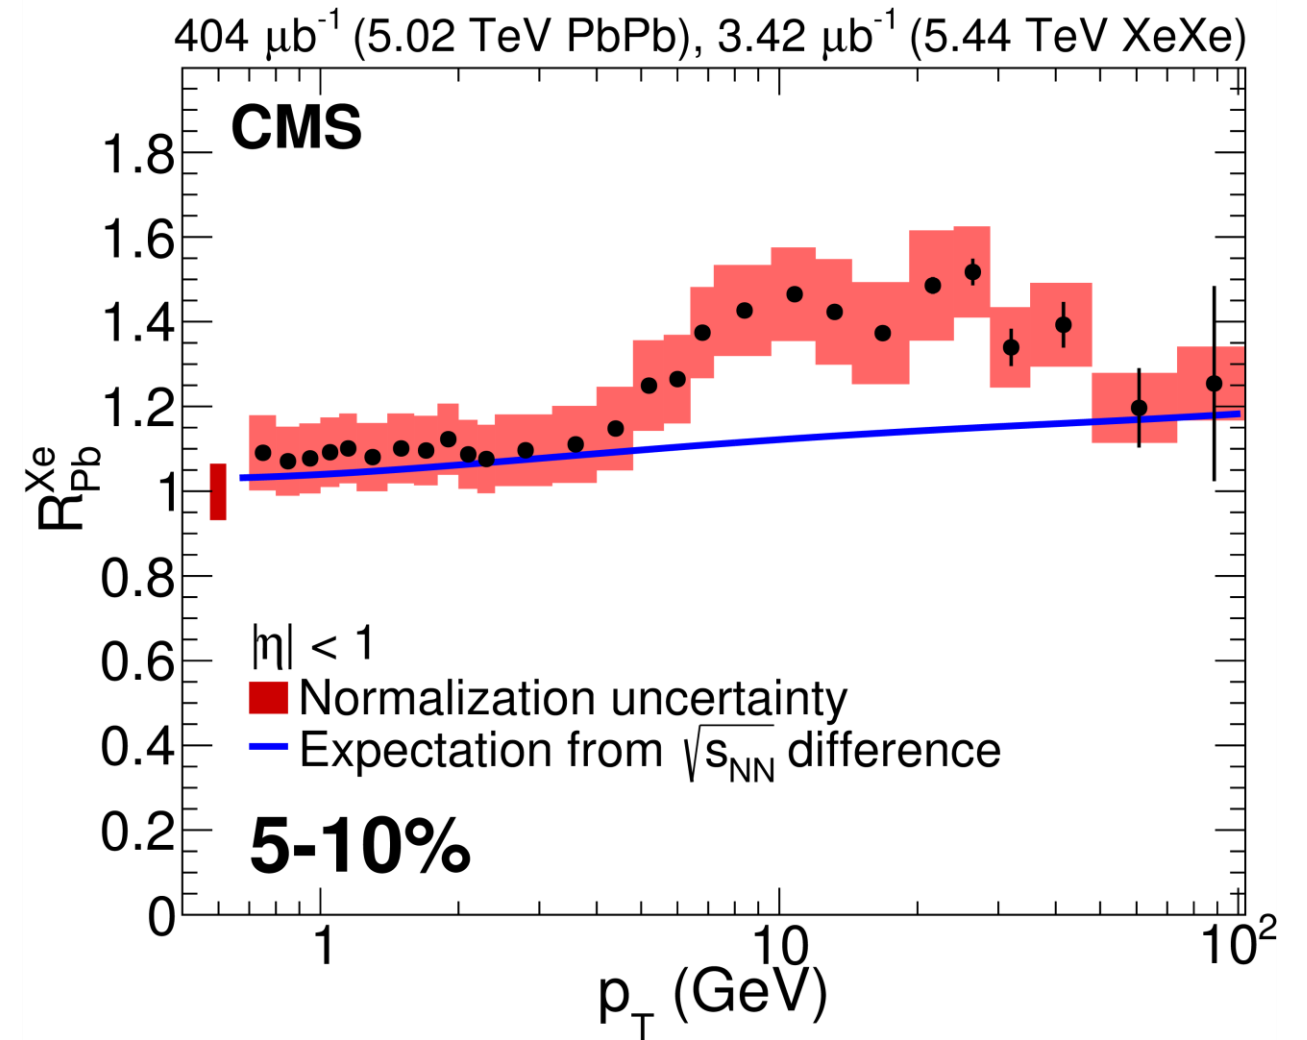 404 μb⁻¹ (5.02 TeV PbPb), 3.42 μb⁻¹ (5.44 TeV XeXe)
CMS
1.8
1.6
1.4
1.2
1
0.8
0.6
0.4
0.2
0
R^Xe_Pb
|η| < 1
Normalization uncertainty
Expectation from √s_NN difference
5-10%
1 10 10²
p_T (GeV)